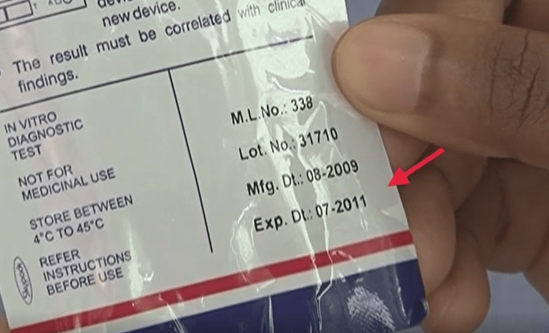 new device.
The result must be correlated with clinical
findings.
IN VITRO
DIAGNOSTIC
TEST
NOT FOR
MEDICINAL USE
STORE BETWEEN
4°C TO 45°C
REFER
INSTRUCTIONS
BEFORE USE
M.L.No.: 338
Lot. No.: 31710
Mfg. Dt.: 08-2009
Exp. Dt.: 07-2011